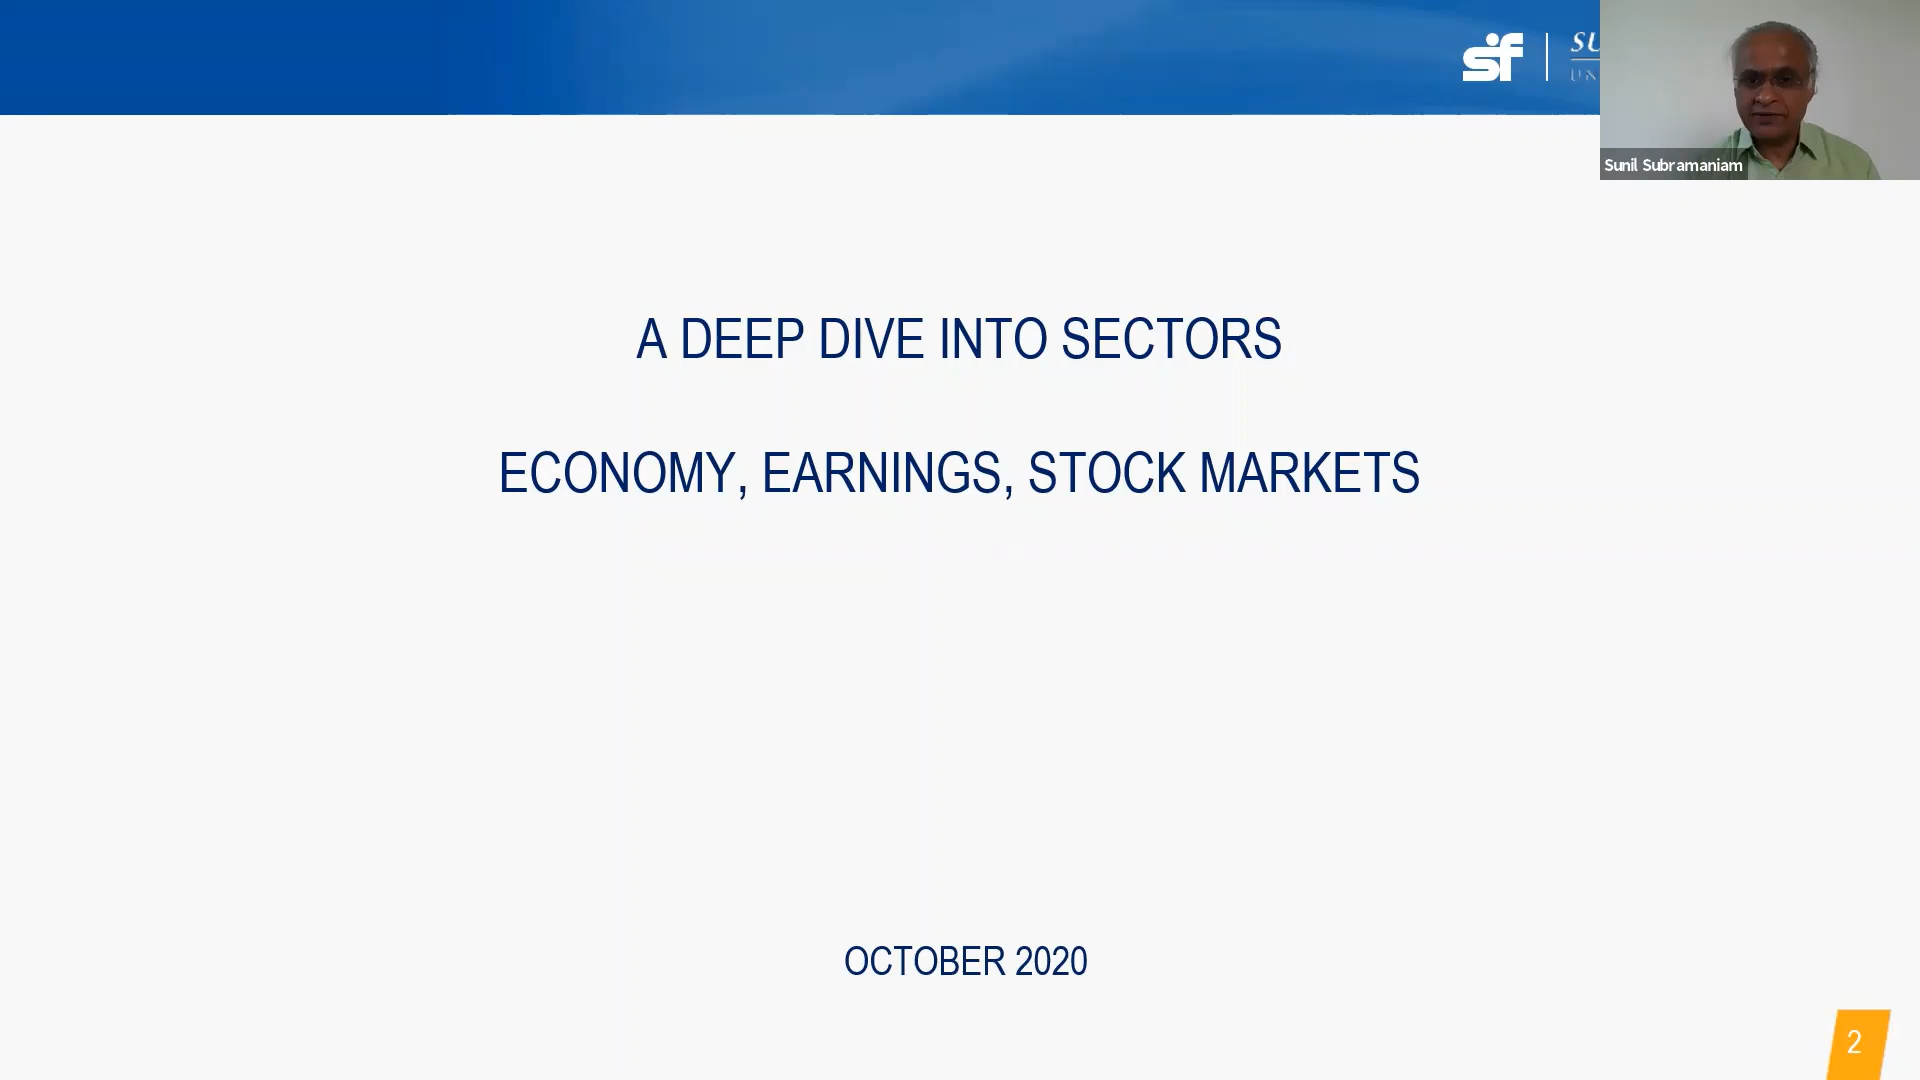 sf
Sunil Subramaniam
A DEEP DIVE INTO SECTORS
ECONOMY, EARNINGS, STOCK MARKETS
OCTOBER 2020
2